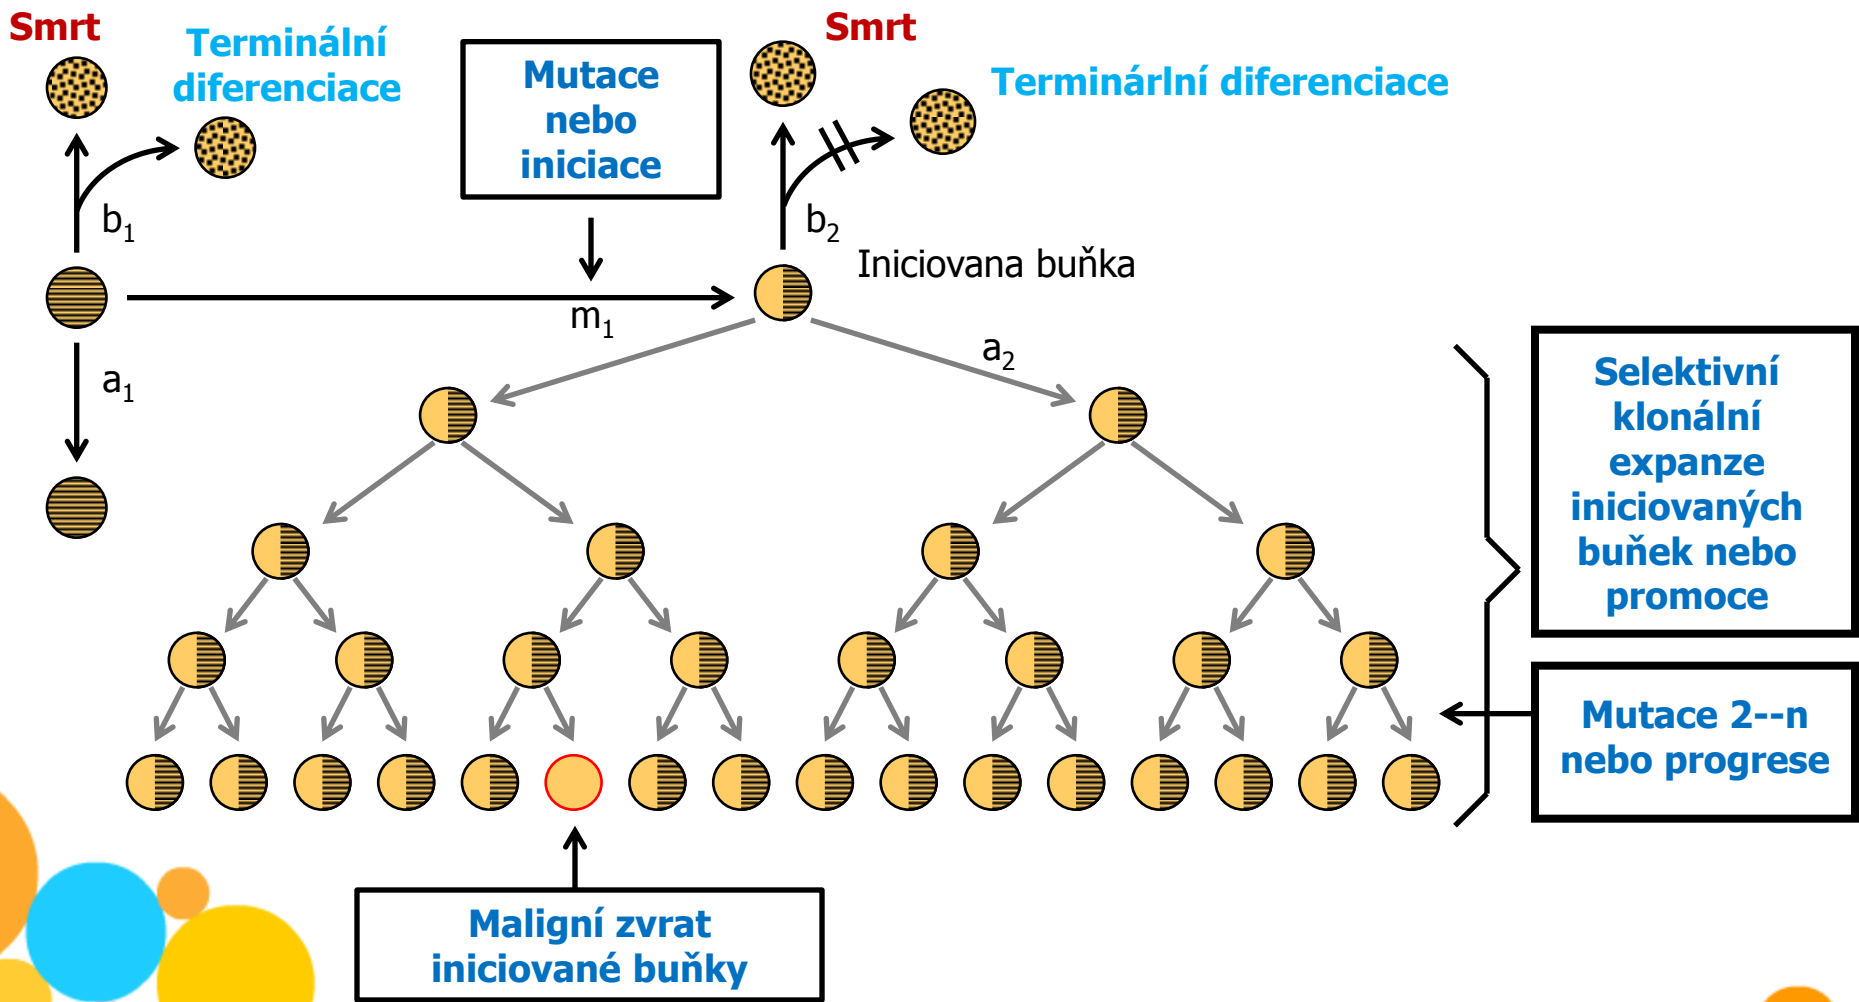 Smrt
Terminální
diferenciace
Mutace
nebo
iniciace
Smrt
Terminárlní diferenciace
b₁
b₂
Iniciovana buňka
m₁
a₁
a₂
Selektivní
klonální
expanze
iniciovaných
buňek nebo
promoce
Mutace 2--n
nebo progrese
Maligní zvrat
iniciované buňky